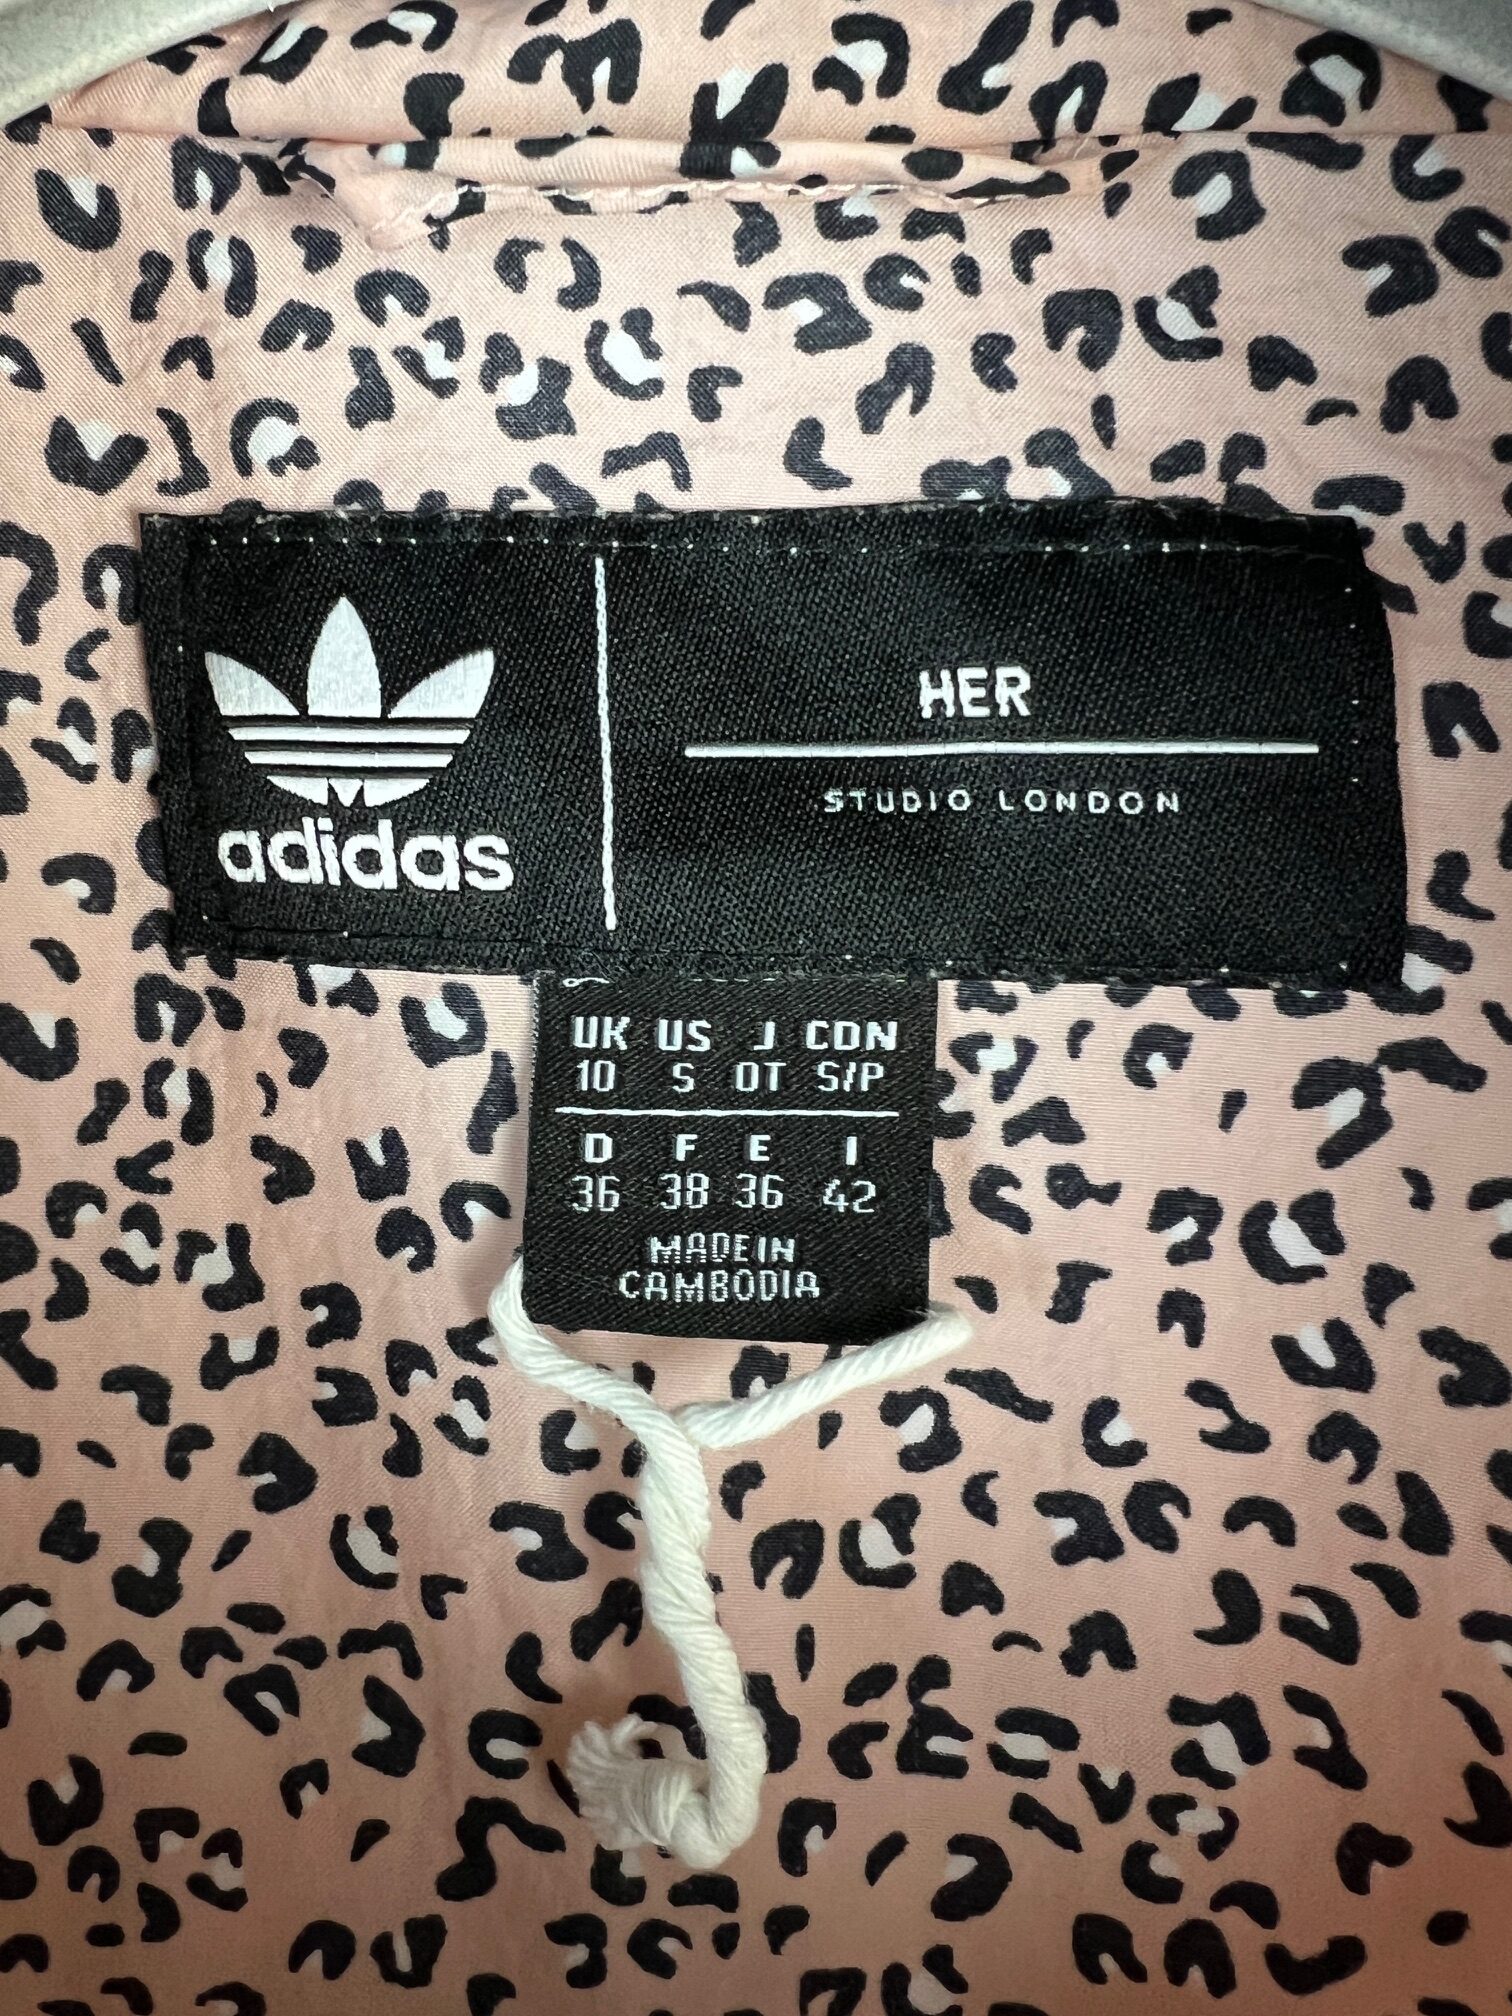 adidas
HER
STUDIO LONDON
UK US J CDN
10 S OT S/P
D F E I
36 38 36 42
MADE IN
CAMBODIA